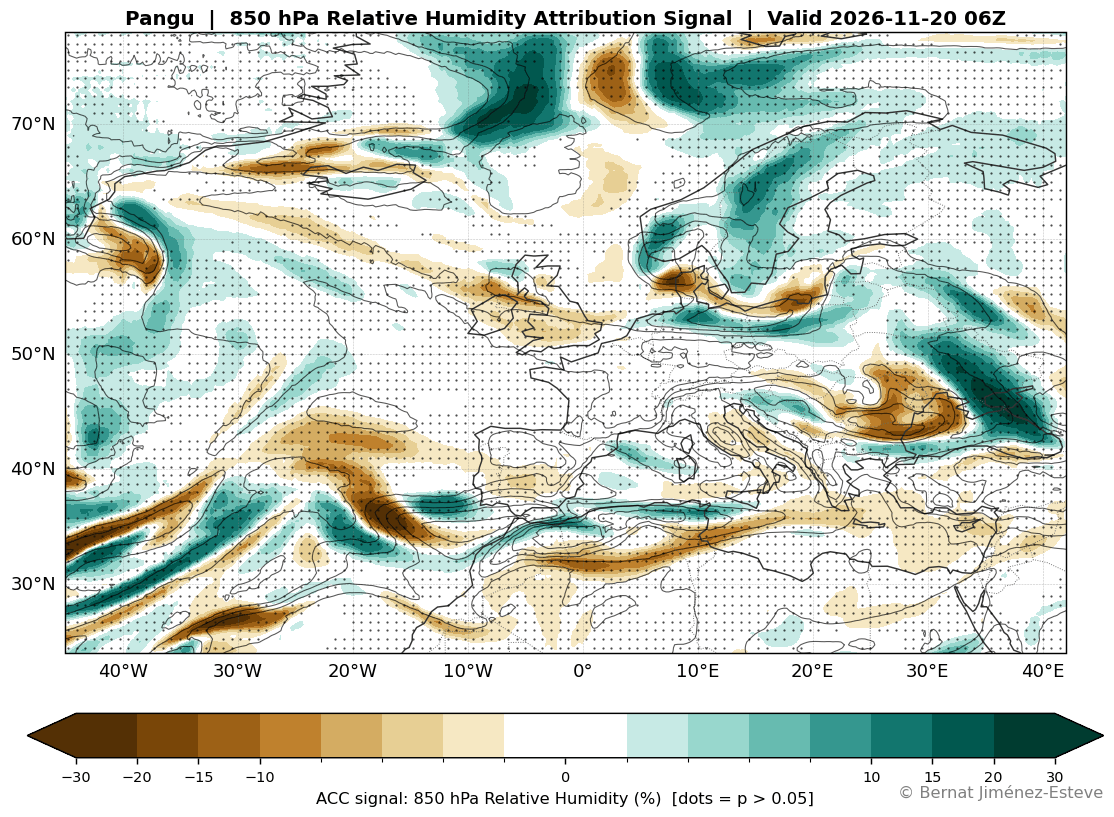 Pangu | 850 hPa Relative Humidity Attribution Signal | Valid 2026-11-20 06Z
70°N
60°N
50°N
40°N
30°N
40°W 30°W 20°W 10°W 0° 10°E 20°E 30°E 40°E
−30 −20 −15 −10 0 10 15 20 30
ACC signal: 850 hPa Relative Humidity (%) [dots = p > 0.05]
© Bernat Jiménez-Esteve